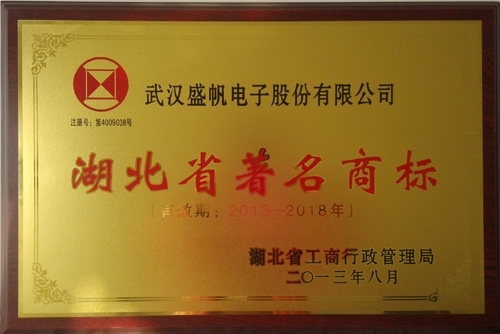 武汉盛帆电子股份有限公司
注册号：第4009038号
湖北省著名商标
（有效期：2013—2018年）
湖北省工商行政管理局
二〇一三年八月